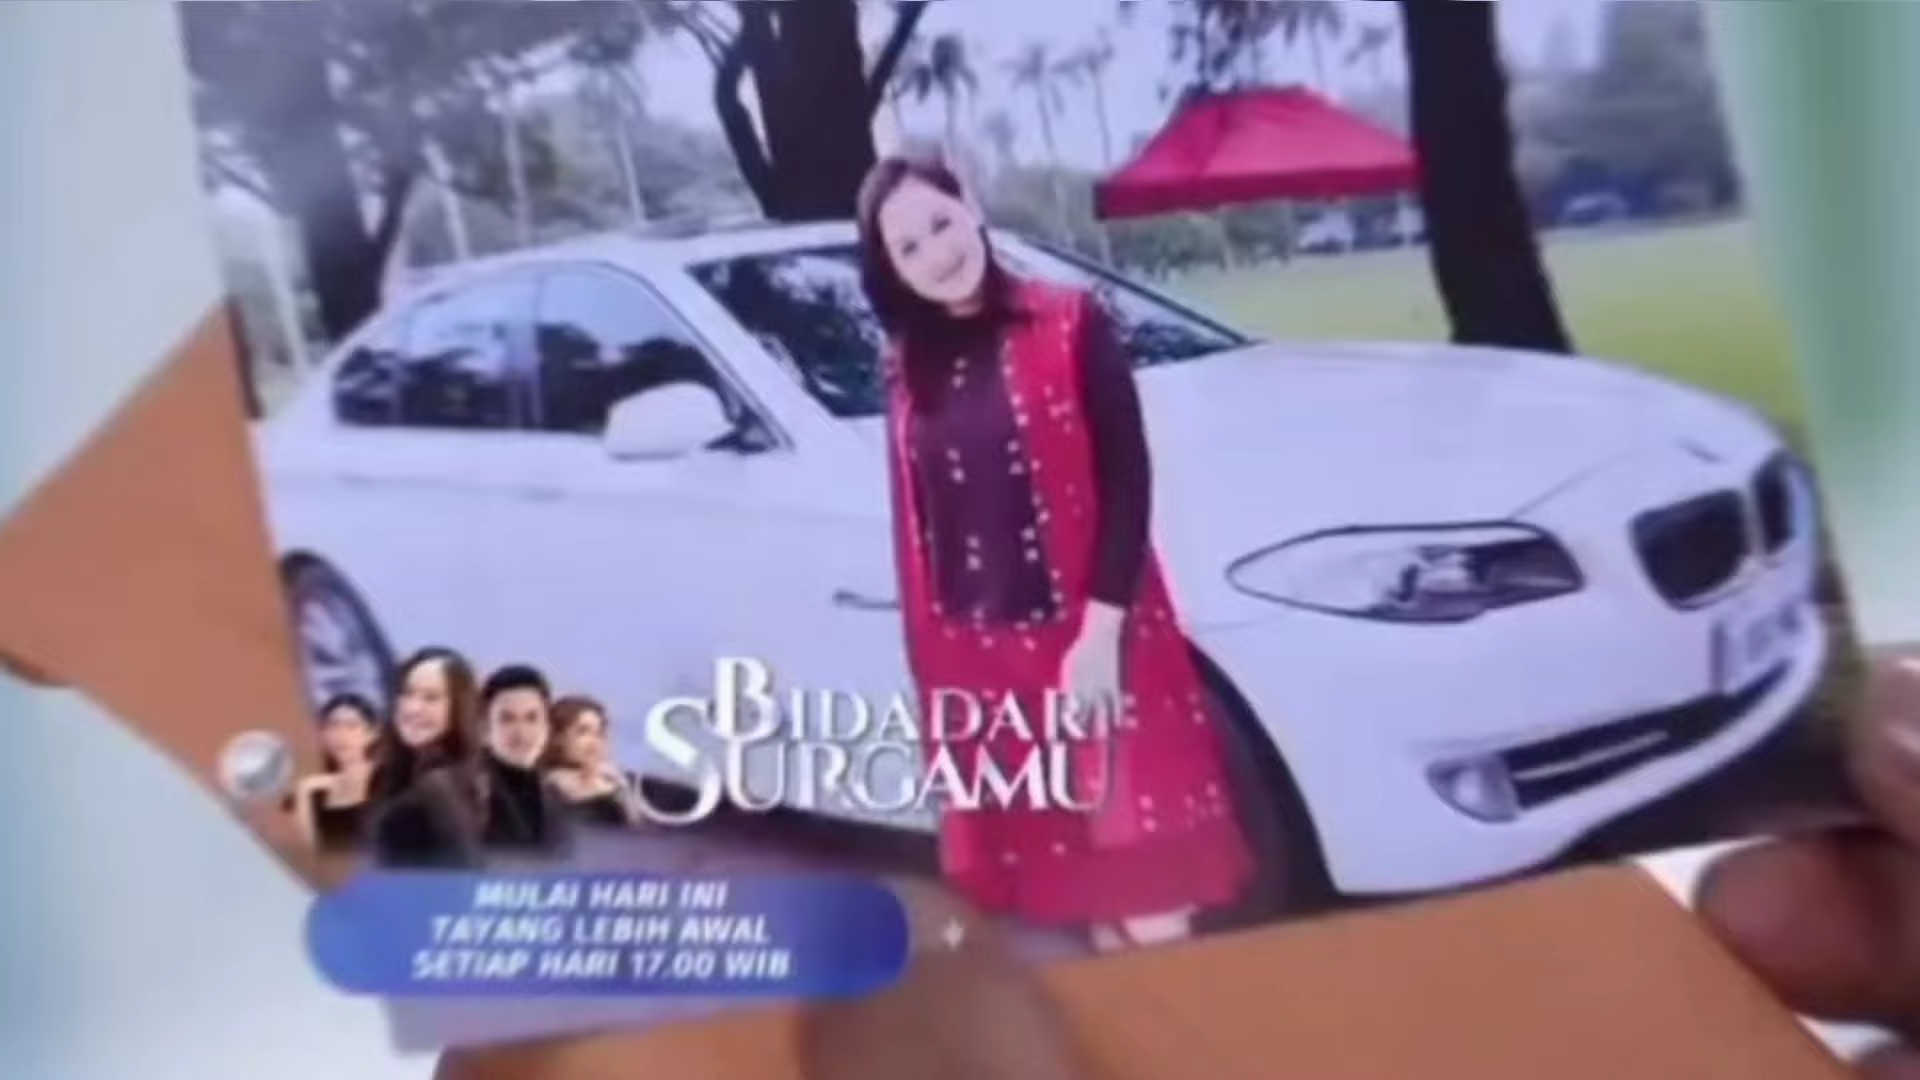 BIDADARI
SURGAMU
MULAI HARI INI
TAYANG LEBIH AWAL
SETIAP HARI 17.00 WIB